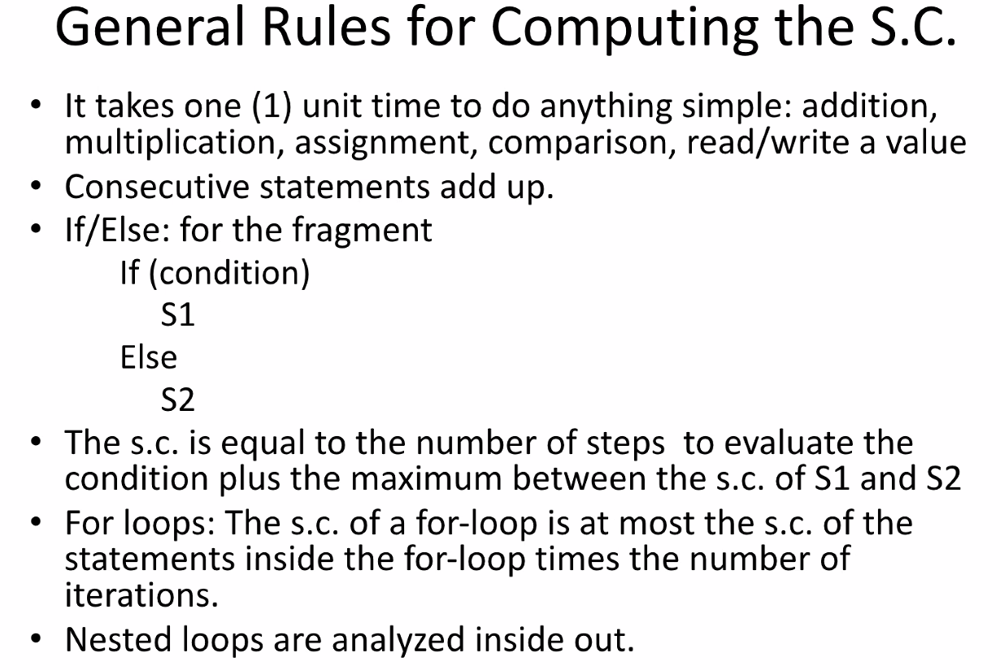 General Rules for Computing the S.C.
• It takes one (1) unit time to do anything simple: addition,
multiplication, assignment, comparison, read/write a value
• Consecutive statements add up.
• If/Else: for the fragment
If (condition)
S1
Else
S2
• The s.c. is equal to the number of steps  to evaluate the
condition plus the maximum between the s.c. of S1 and S2
• For loops: The s.c. of a for-loop is at most the s.c. of the
statements inside the for-loop times the number of
iterations.
• Nested loops are analyzed inside out.